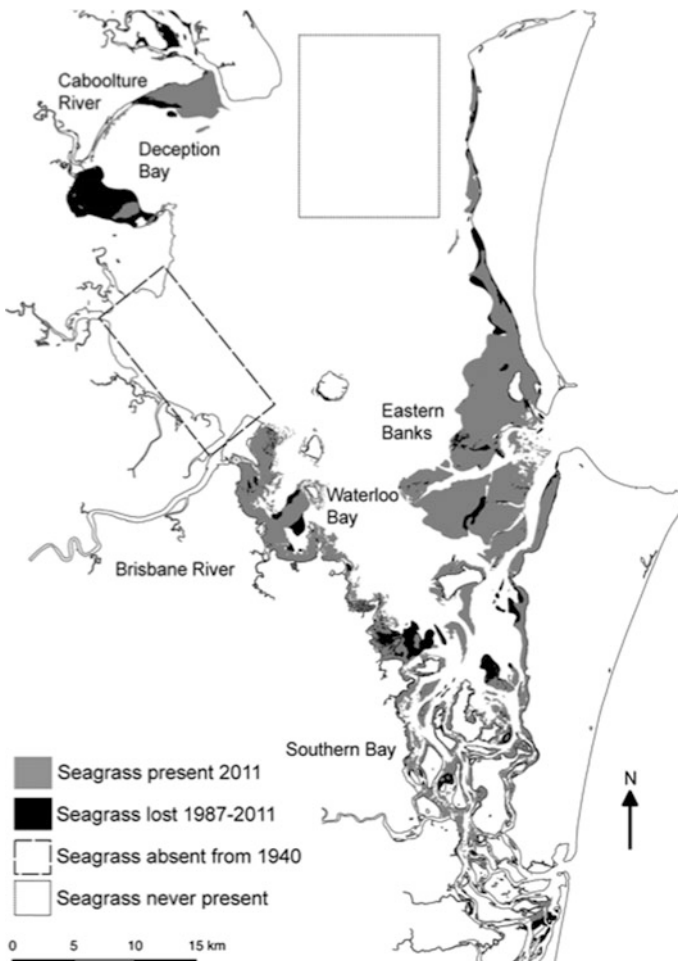 Caboolture
River
Deception
Bay
Eastern
Banks
Waterloo
Bay
Brisbane River
Southern Bay
Seagrass present 2011
Seagrass lost 1987-2011
Seagrass absent from 1940
Seagrass never present
N
0 5 10 15 km